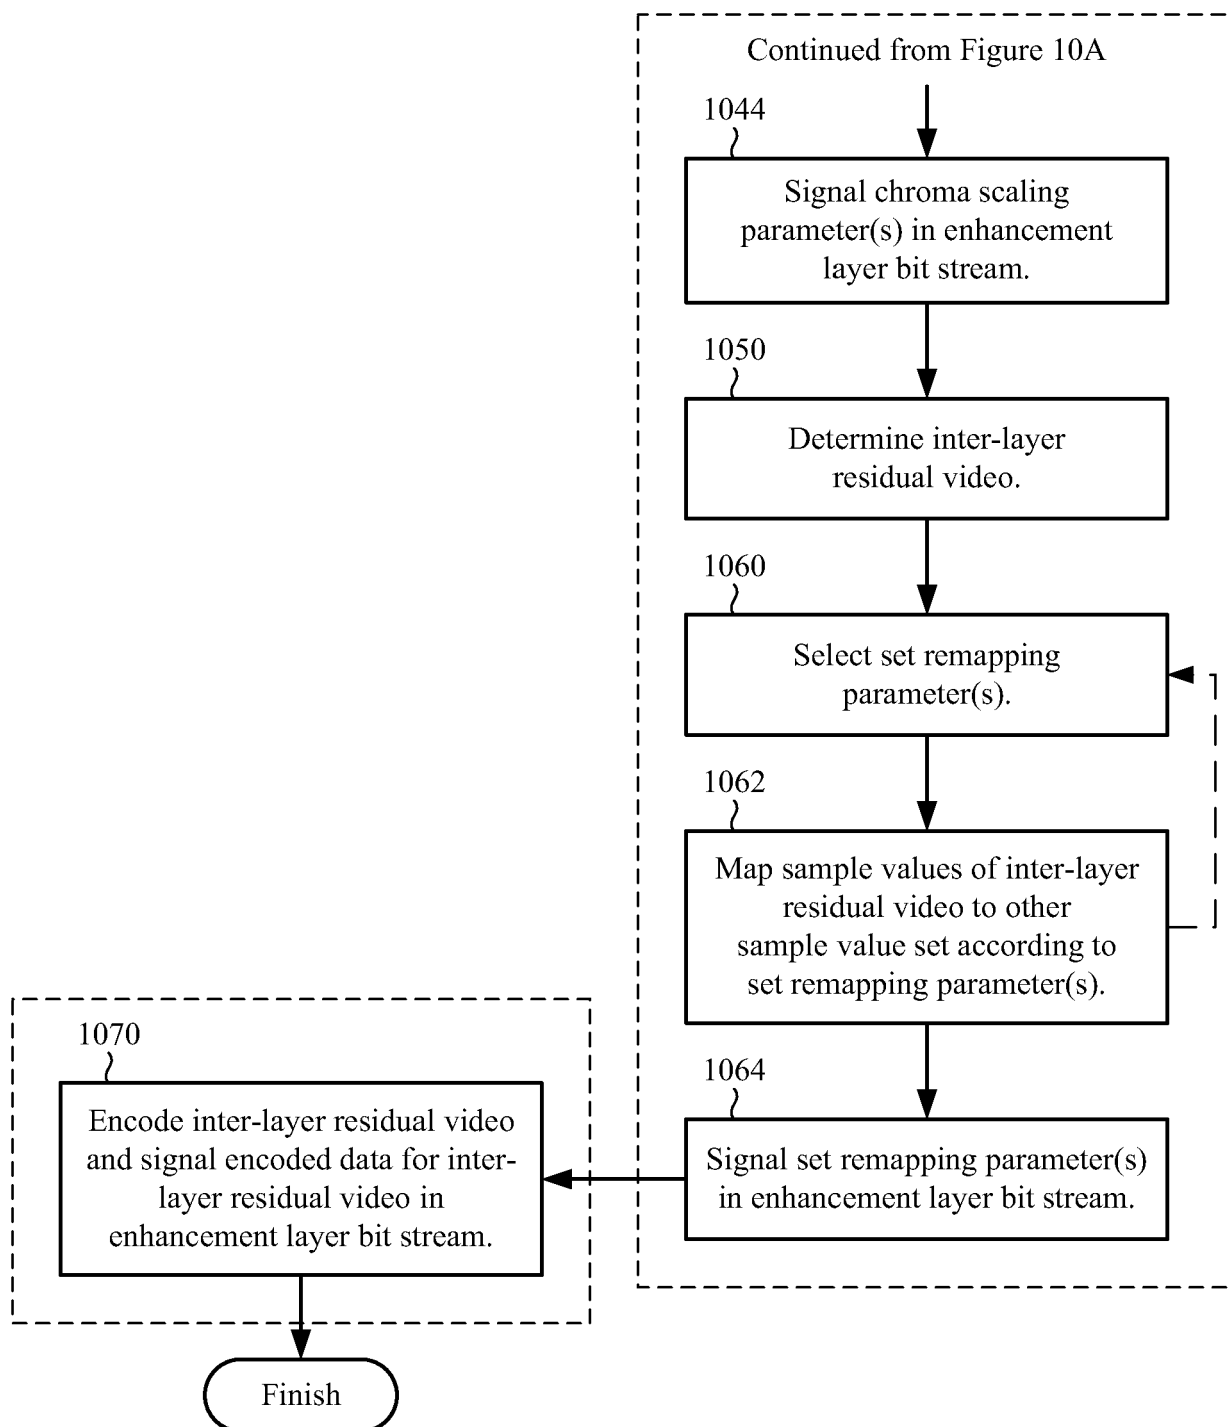 Continued from Figure 10A
1044
Signal chroma scaling
parameter(s) in enhancement
layer bit stream.
1050
Determine inter-layer
residual video.
1060
Select set remapping
parameter(s).
1062
Map sample values of inter-layer
residual video to other
sample value set according to
set remapping parameter(s).
1064
Signal set remapping parameter(s)
in enhancement layer bit stream.
1070
Encode inter-layer residual video
and signal encoded data for inter-
layer residual video in
enhancement layer bit stream.
Finish